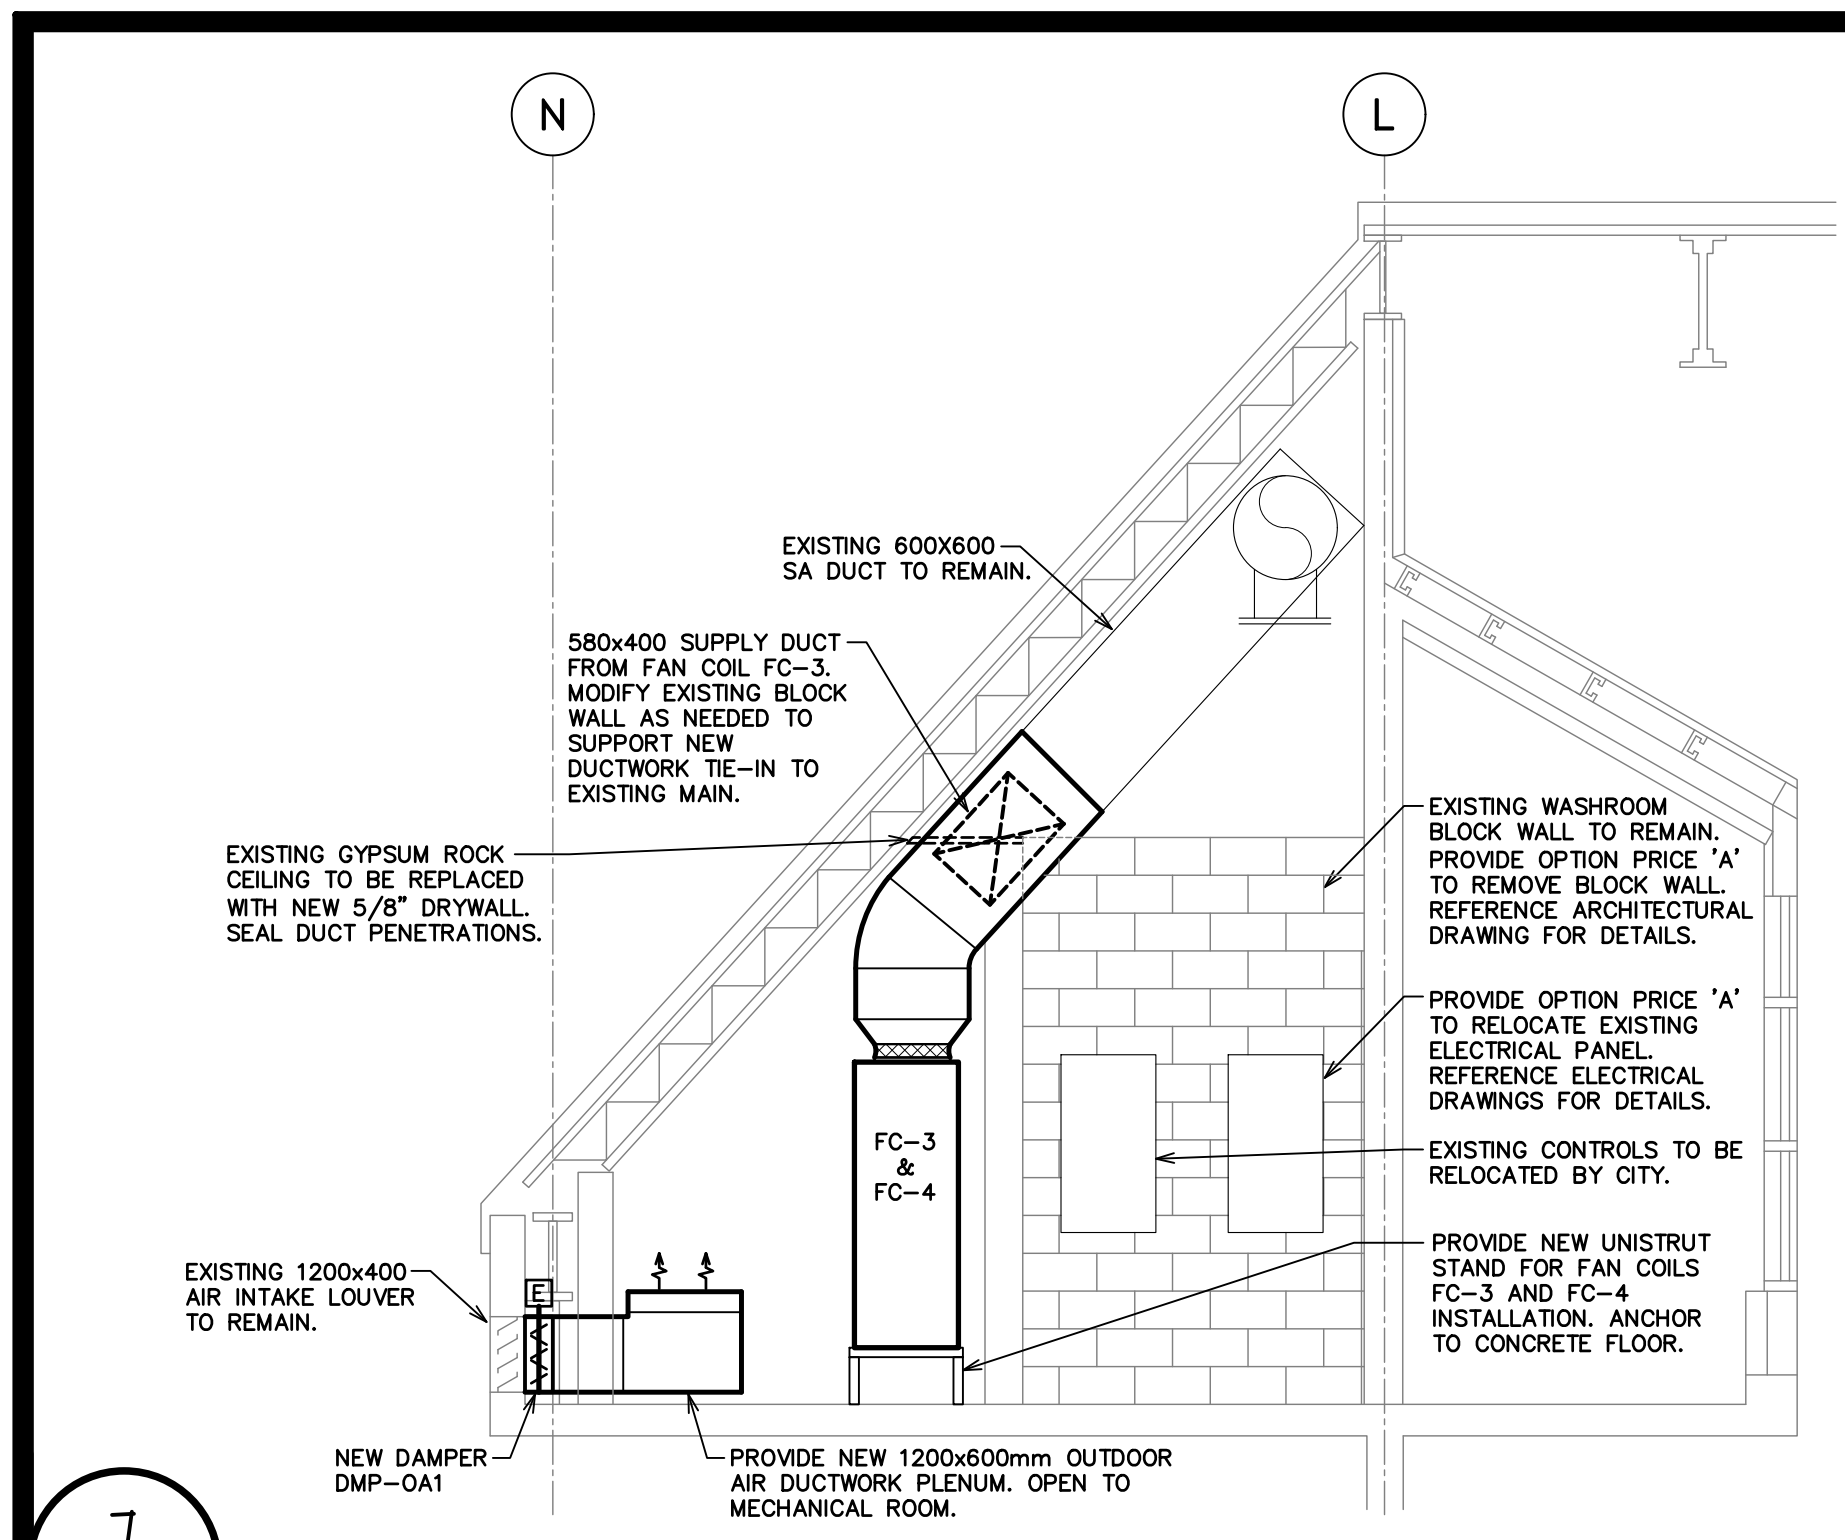 N
L
EXISTING 600X600
SA DUCT TO REMAIN.
580x400 SUPPLY DUCT
FROM FAN COIL FC-3.
MODIFY EXISTING BLOCK
WALL AS NEEDED TO
SUPPORT NEW
DUCTWORK TIE-IN TO
EXISTING MAIN.
EXISTING GYPSUM ROCK
CEILING TO BE REPLACED
WITH NEW 5/8" DRYWALL.
SEAL DUCT PENETRATIONS.
EXISTING WASHROOM
BLOCK WALL TO REMAIN.
PROVIDE OPTION PRICE 'A'
TO REMOVE BLOCK WALL.
REFERENCE ARCHITECTURAL
DRAWING FOR DETAILS.
PROVIDE OPTION PRICE 'A'
TO RELOCATE EXISTING
ELECTRICAL PANEL.
REFERENCE ELECTRICAL
DRAWINGS FOR DETAILS.
FC-3
&
FC-4
EXISTING CONTROLS TO BE
RELOCATED BY CITY.
PROVIDE NEW UNISTRUT
STAND FOR FAN COILS
FC-3 AND FC-4
INSTALLATION. ANCHOR
TO CONCRETE FLOOR.
EXISTING 1200x400
AIR INTAKE LOUVER
TO REMAIN.
E
NEW DAMPER
DMP-OA1
PROVIDE NEW 1200x600mm OUTDOOR
AIR DUCTWORK PLENUM. OPEN TO
MECHANICAL ROOM.